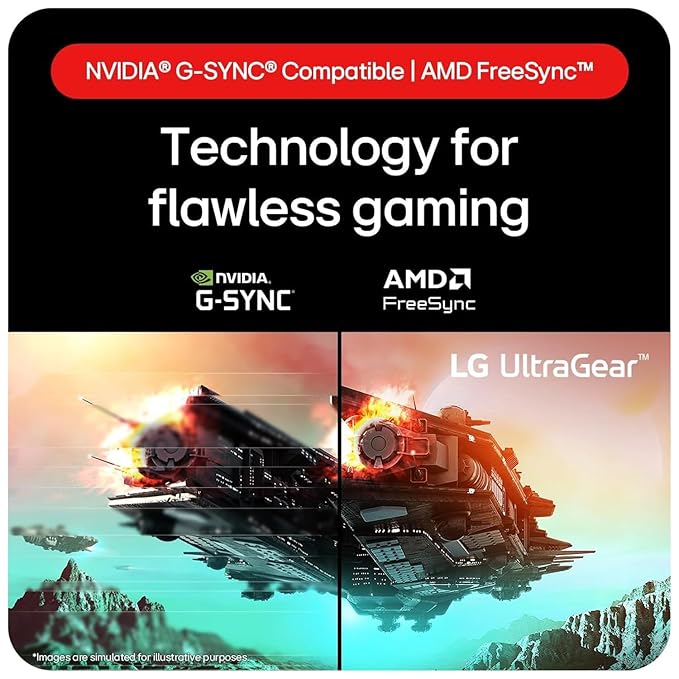 NVIDIA® G-SYNC® Compatible | AMD FreeSync™
Technology for
flawless gaming
NVIDIA.
G-SYNC®
AMD
FreeSync
LG UltraGear™
*Images are simulated for illustrative purposes.